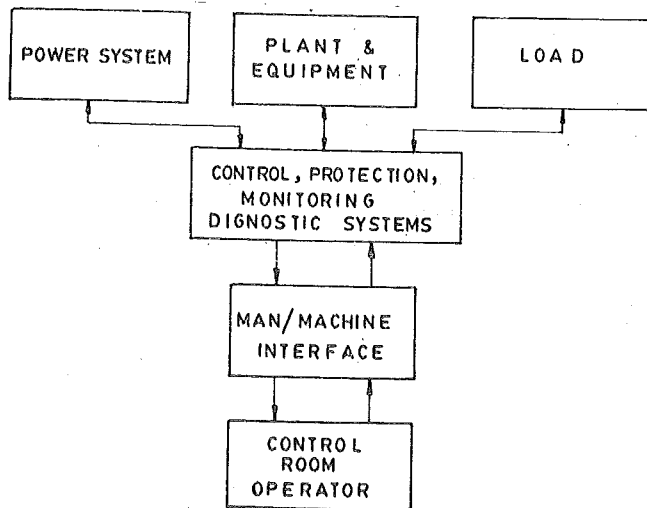 POWER SYSTEM
PLANT &
EQUIPMENT
LOAD
CONTROL, PROTECTION,
MONITORING
DIGNOSTIC SYSTEMS
MAN/MACHINE
INTERFACE
CONTROL
ROOM
OPERATOR